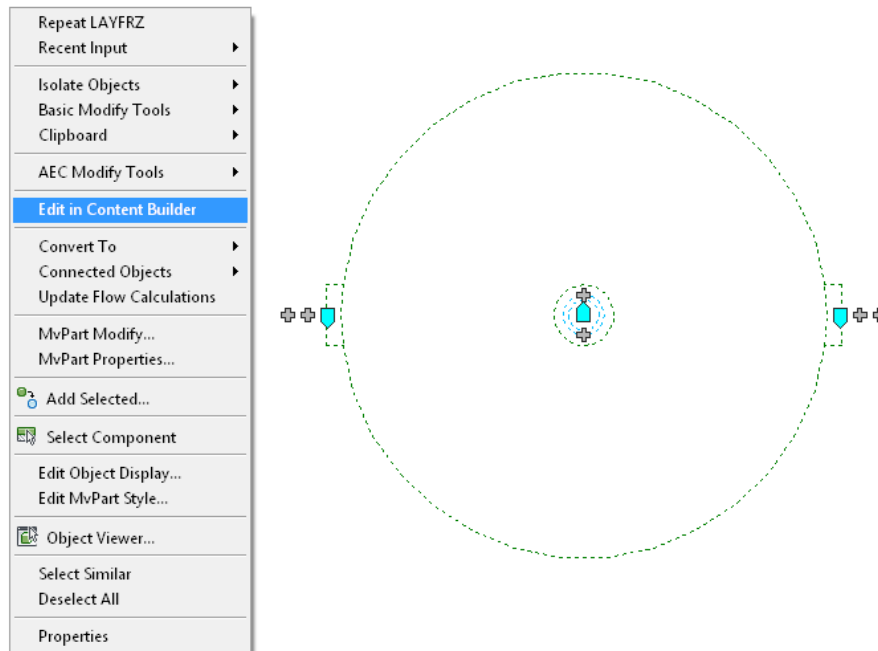 Repeat LAYFRZ
Recent Input
Isolate Objects
Basic Modify Tools
Clipboard
AEC Modify Tools
Edit in Content Builder
Convert To
Connected Objects
Update Flow Calculations
MvPart Modify...
MvPart Properties...
Add Selected...
Select Component
Edit Object Display...
Edit MvPart Style...
Object Viewer...
Select Similar
Deselect All
Properties